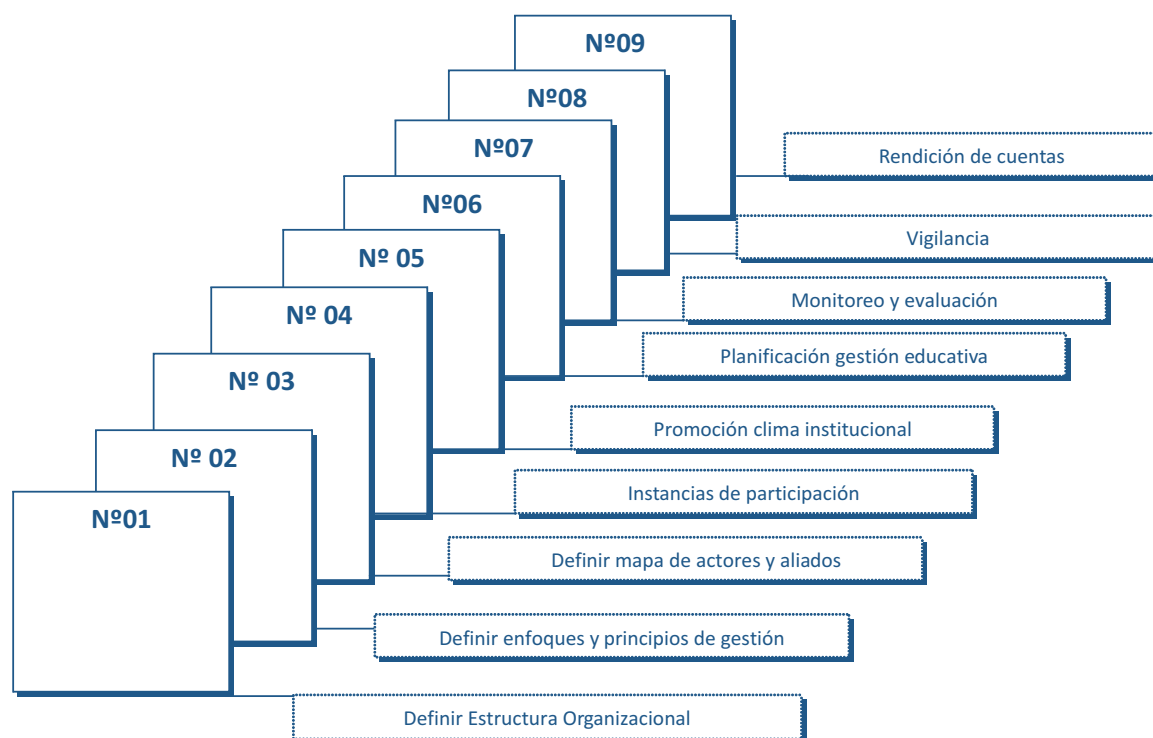 Nº09
Nº08
Nº07
Nº06
Nº 05
Nº 04
Nº 03
Nº 02
Nº01
Rendición de cuentas
Vigilancia
Monitoreo y evaluación
Planificación gestión educativa
Promoción clima institucional
Instancias de participación
Definir mapa de actores y aliados
Definir enfoques y principios de gestión
Definir Estructura Organizacional